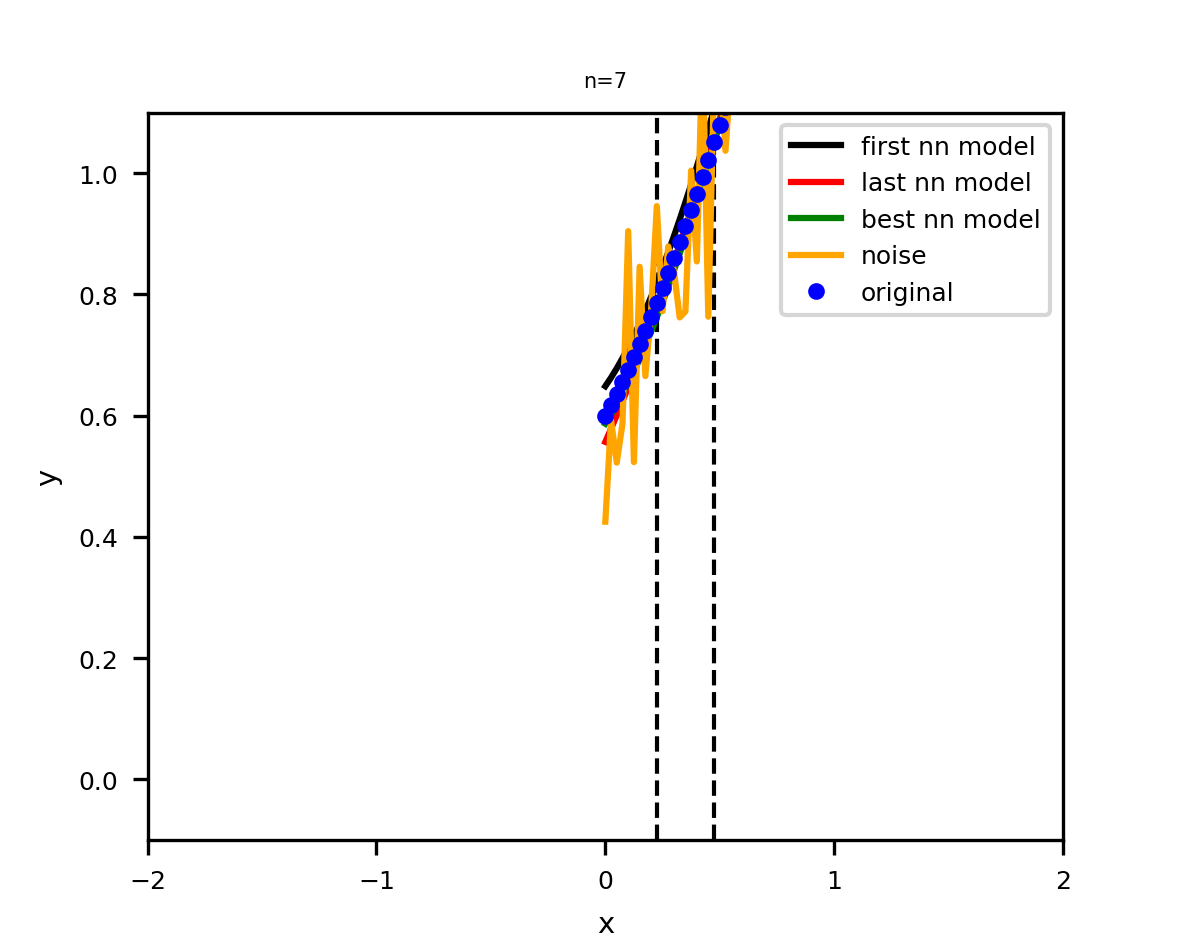 n=7
first nn model
last nn model
best nn model
noise
original
1.0
0.8
0.6
0.4
0.2
0.0
y
−2 −1 0 1 2
x